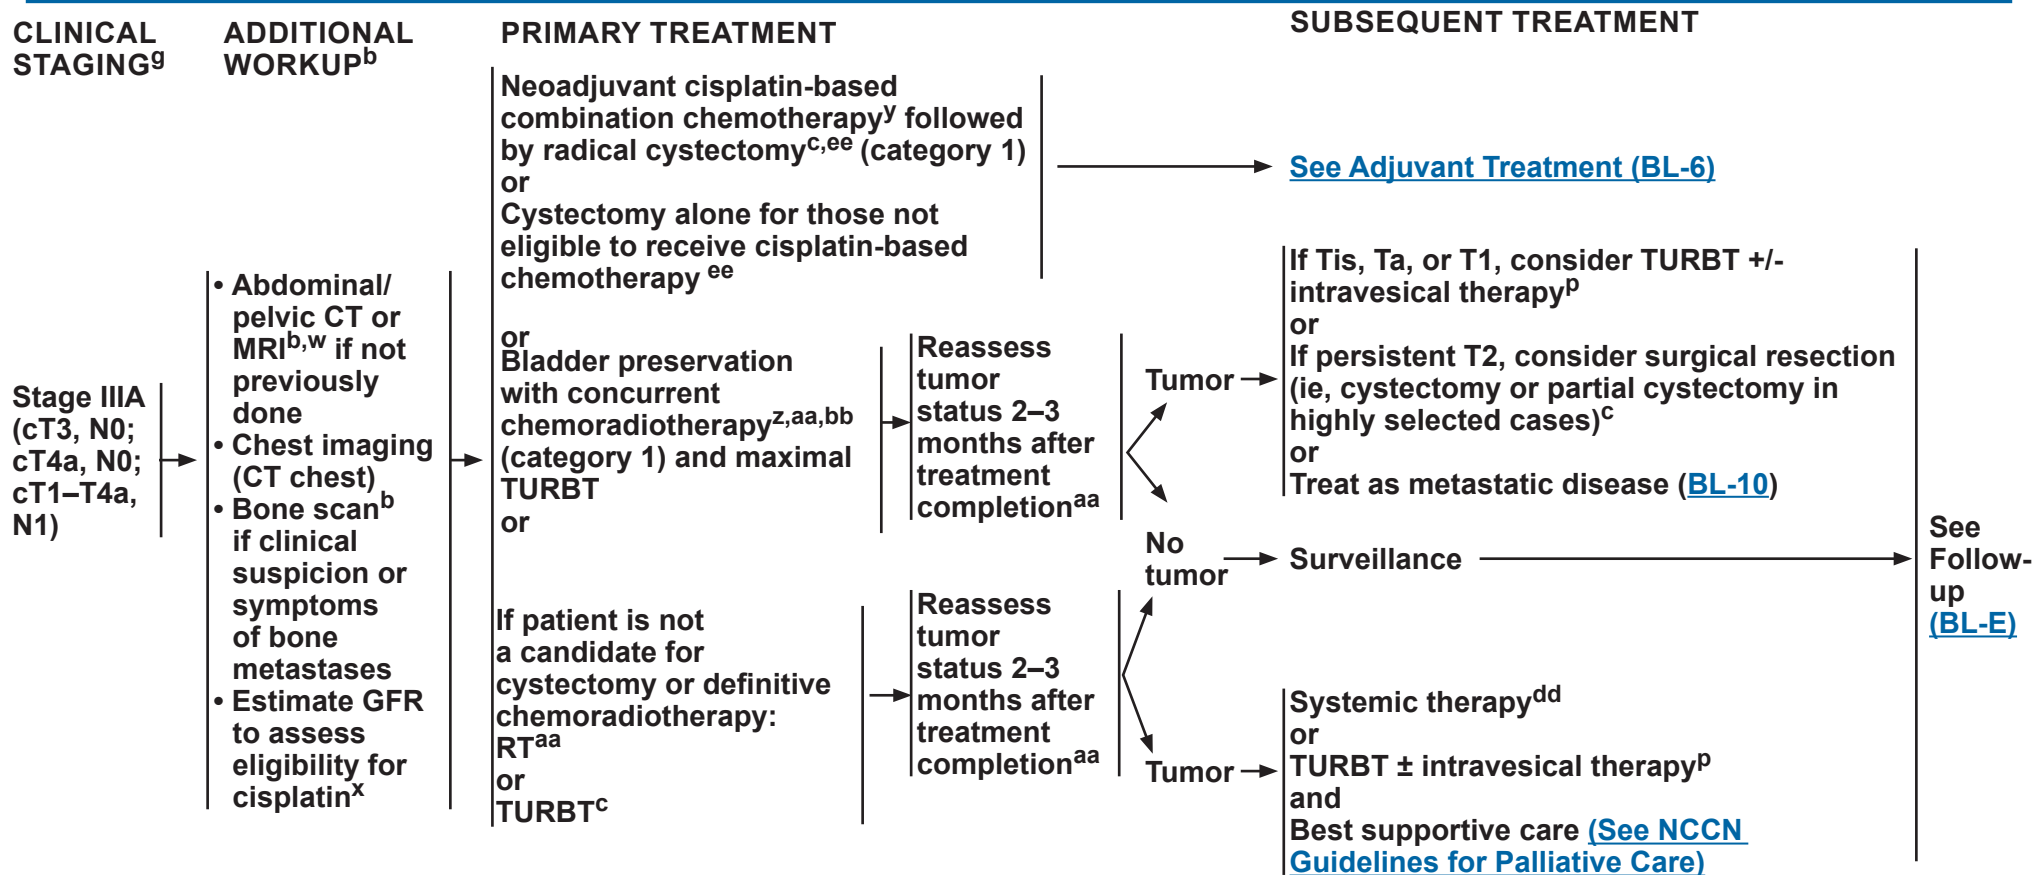 CLINICAL
STAGINGg
ADDITIONAL
WORKUPb
PRIMARY TREATMENT
SUBSEQUENT TREATMENT
Stage IIIA
(cT3, N0;
cT4a, N0;
cT1–T4a,
N1)
• Abdominal/
pelvic CT or
MRIb,w if not
previously
done
• Chest imaging
(CT chest)
• Bone scanb
if clinical
suspicion or
symptoms
of bone
metastases
• Estimate GFR
to assess
eligibility for
cisplatinx
Neoadjuvant cisplatin-based
combination chemotherapyy followed
by radical cystectomyc,ee (category 1)
or
Cystectomy alone for those not
eligible to receive cisplatin-based
chemotherapy ee
or
Bladder preservation
with concurrent
chemoradiotherapyz,aa,bb
(category 1) and maximal
TURBT
or
If patient is not
a candidate for
cystectomy or definitive
chemoradiotherapy:
RTaa
or
TURBTc
See Adjuvant Treatment (BL-6)
Reassess
tumor
status 2–3
months after
treatment
completionaa
Tumor
If Tis, Ta, or T1, consider TURBT +/-
intravesical therapyp
or
If persistent T2, consider surgical resection
(ie, cystectomy or partial cystectomy in
highly selected cases)c
or
Treat as metastatic disease (BL-10)
No
tumor
Surveillance
Reassess
tumor
status 2–3
months after
treatment
completionaa
Tumor
Systemic therapydd
or
TURBT ± intravesical therapyp
and
Best supportive care (See NCCN
Guidelines for Palliative Care)
See
Follow-
up
(BL-E)